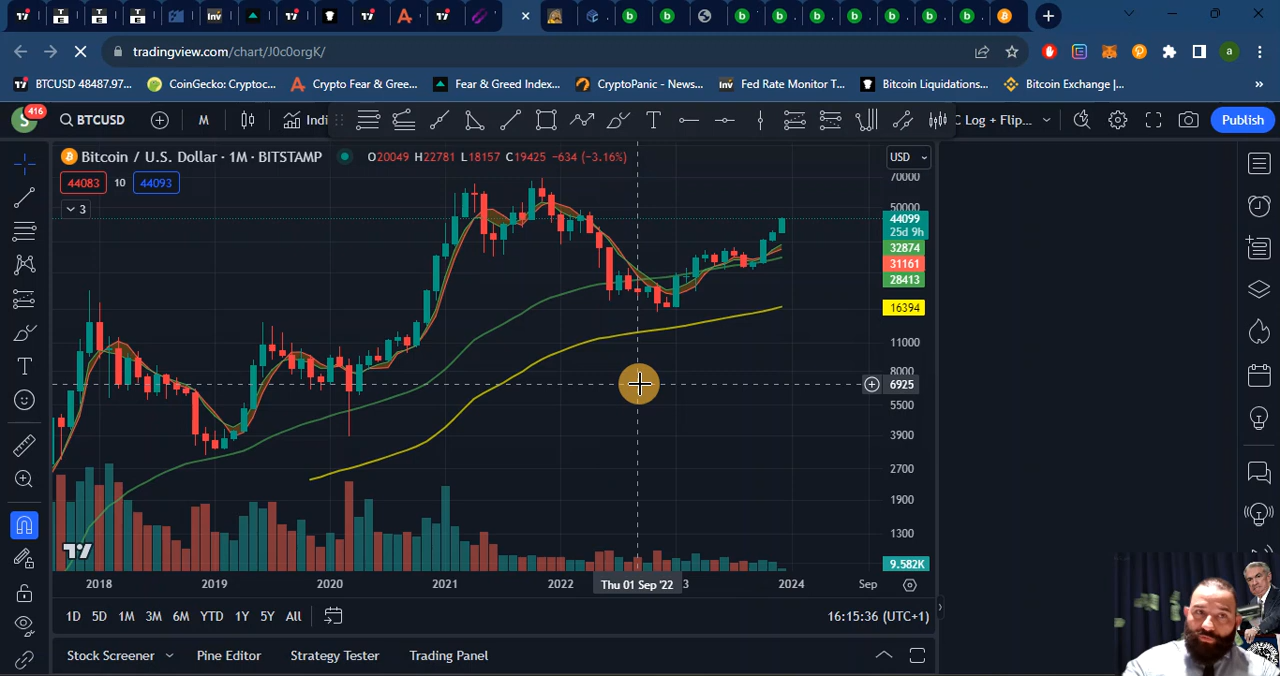 tradingview.com/chart/J0c0orgK/
BTCUSD 48487.97...
CoinGecko: Cryptoc...
Crypto Fear & Gree...
Fear & Greed Index...
CryptoPanic - News...
Fed Rate Monitor T...
Bitcoin Liquidations...
Bitcoin Exchange |...
»
416
BTCUSD
M
Indi
C Log + Flip...
Publish
Bitcoin / U.S. Dollar · 1M · BITSTAMP
O20049 H22781 L18157 C19425 -634 (-3.16%)
USD
44083 10 44093
3
70000
50000
44099
25d 9h
32874
31161
28413
16394
11000
8000
6925
5500
3900
2700
1900
1300
9.582K
2018 2019 2020 2021 2022 Thu 01 Sep '22 3 2024 Sep
1D 5D 1M 3M 6M YTD 1Y 5Y All
16:15:36 (UTC+1)
Stock Screener Pine Editor Strategy Tester Trading Panel